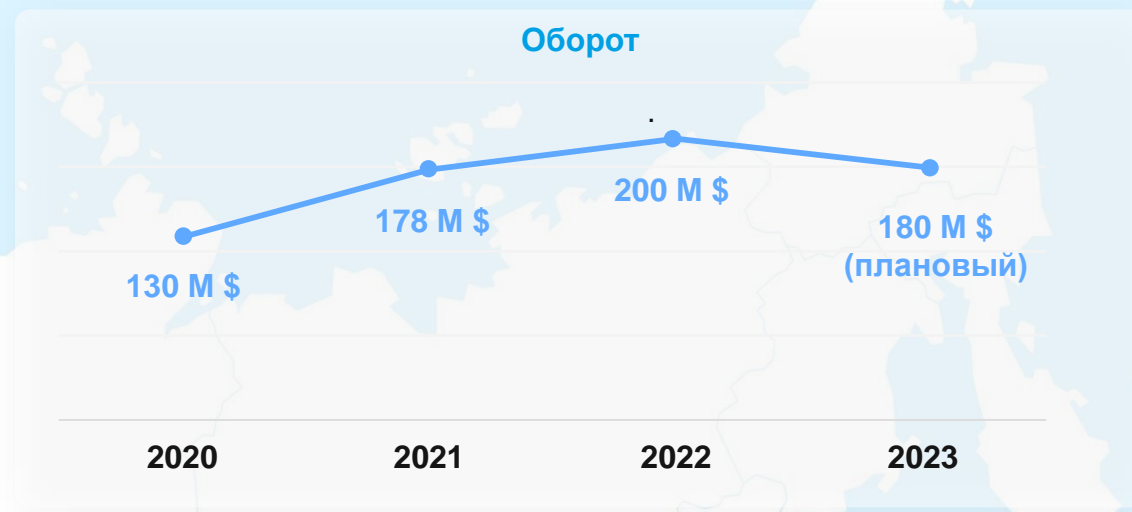 Оборот
.
200 M $
178 M $
180 M $
(плановый)
130 M $
2020 2021 2022 2023